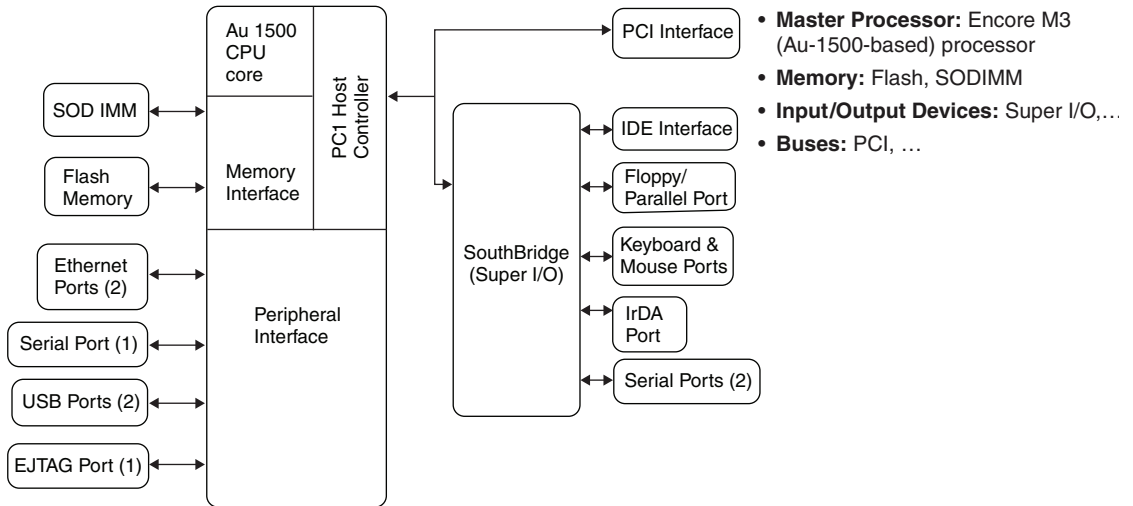 Au 1500
CPU
core
PC1 Host
Controller
Memory
Interface
Peripheral
Interface
SOD IMM
Flash
Memory
Ethernet
Ports (2)
Serial Port (1)
USB Ports (2)
EJTAG Port (1)
PCI Interface
SouthBridge
(Super I/O)
IDE Interface
Floppy/
Parallel Port
Keyboard &
Mouse Ports
IrDA
Port
Serial Ports (2)
• Master Processor: Encore M3
(Au-1500-based) processor
• Memory: Flash, SODIMM
• Input/Output Devices: Super I/O,…
• Buses: PCI, …